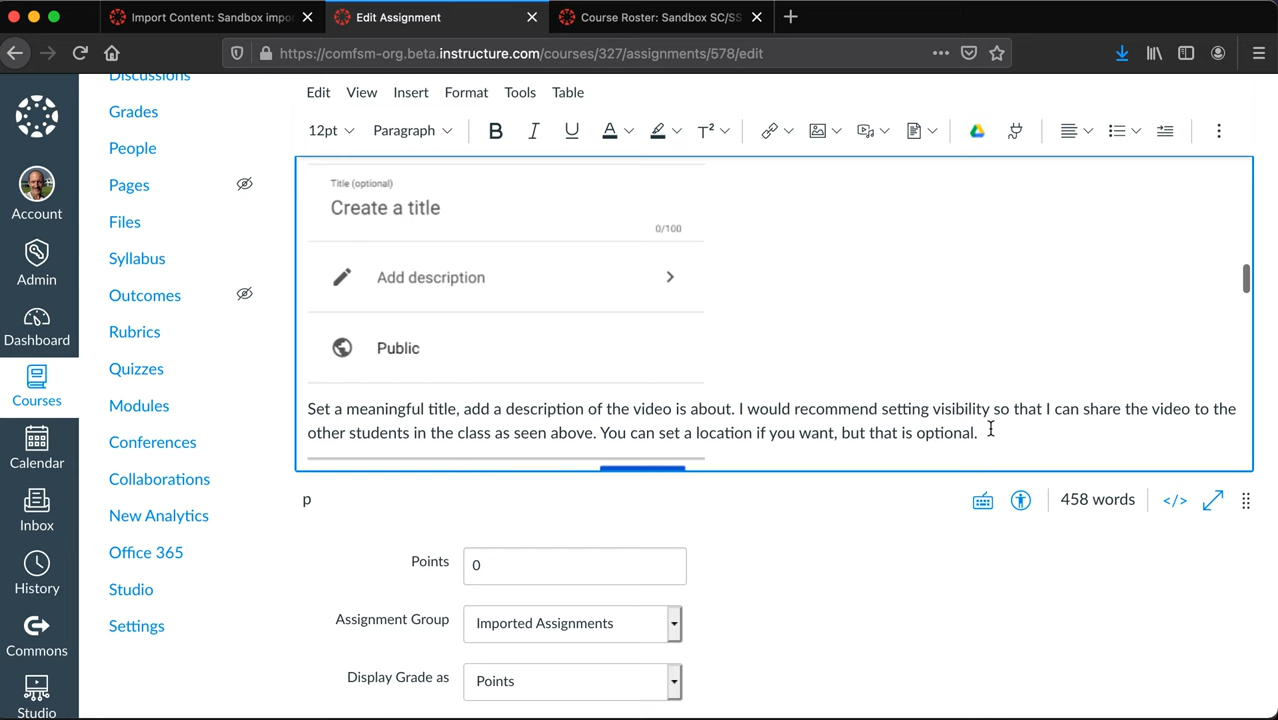 Import Content: Sandbox impor
Edit Assignment
Course Roster: Sandbox SC/SS
https://comfsm-org.beta.instructure.com/courses/327/assignments/578/edit
Account
Admin
Dashboard
Courses
Calendar
Inbox
History
Commons
Studio
Discussions
Grades
People
Pages
Files
Syllabus
Outcomes
Rubrics
Quizzes
Modules
Conferences
Collaborations
New Analytics
Office 365
Studio
Settings
Edit View Insert Format Tools Table
12pt Paragraph B I U A T²
Title (optional)
Create a title
0/100
Add description
Public
Set a meaningful title, add a description of the video is about. I would recommend setting visibility so that I can share the video to the
other students in the class as seen above. You can set a location if you want, but that is optional.
p 458 words </>
Points 0
Assignment Group Imported Assignments
Display Grade as Points